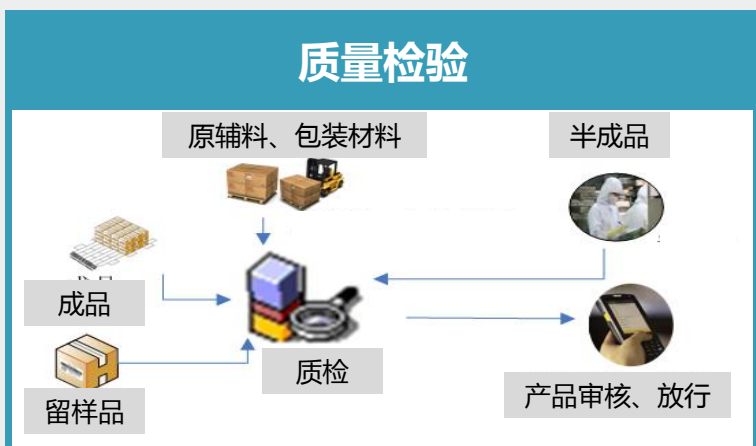 质量检验
原辅料、包装材料
半成品
成品
质检
留样品
产品审核、放行